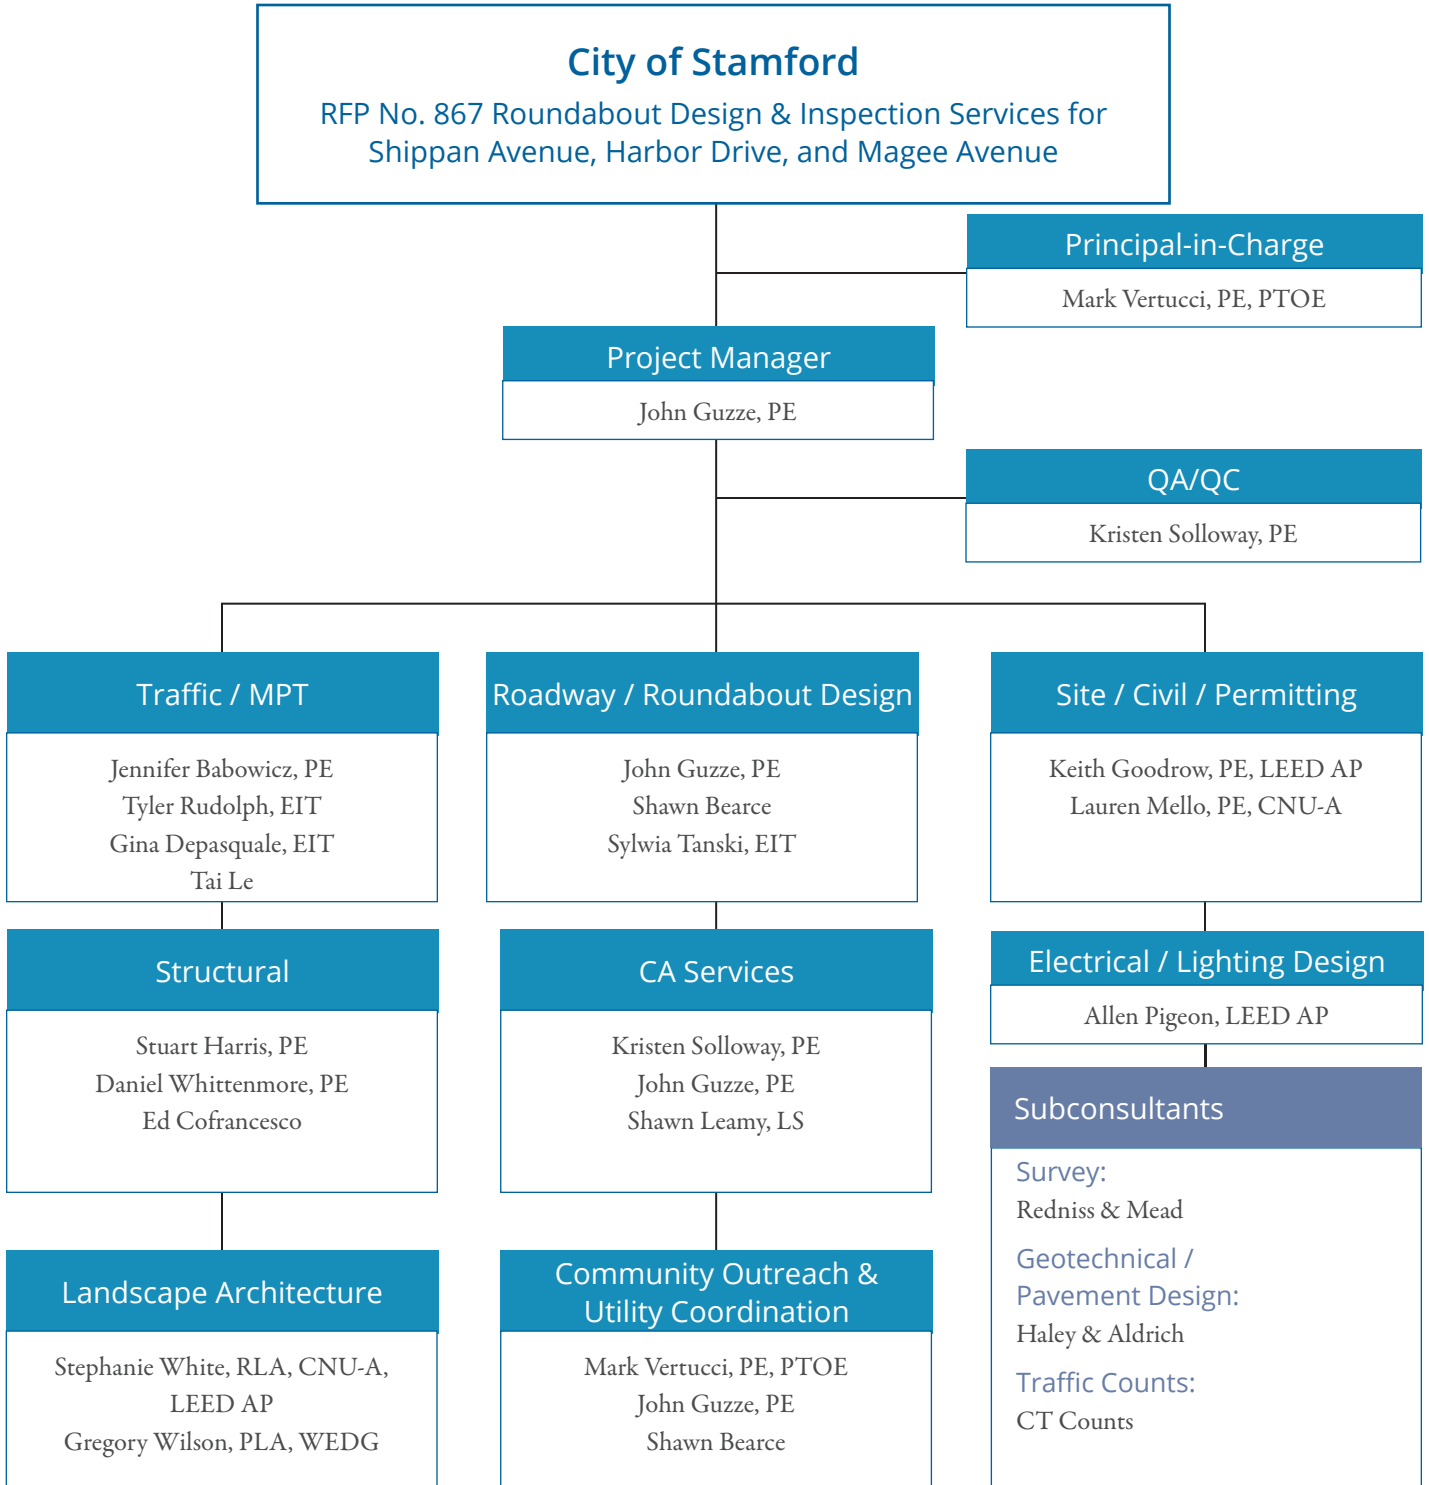 City of Stamford
RFP No. 867 Roundabout Design & Inspection Services for
Shippan Avenue, Harbor Drive, and Magee Avenue
Principal-in-Charge
Mark Vertucci, PE, PTOE
Project Manager
John Guzze, PE
QA/QC
Kristen Solloway, PE
Traffic / MPT
Jennifer Babowicz, PE
Tyler Rudolph, EIT
Gina Depasquale, EIT
Tai Le
Roadway / Roundabout Design
John Guzze, PE
Shawn Bearce
Sylwia Tanski, EIT
Site / Civil / Permitting
Keith Goodrow, PE, LEED AP
Lauren Mello, PE, CNU-A
Structural
Stuart Harris, PE
Daniel Whittenmore, PE
Ed Cofrancesco
CA Services
Kristen Solloway, PE
John Guzze, PE
Shawn Leamy, LS
Electrical / Lighting Design
Allen Pigeon, LEED AP
Landscape Architecture
Stephanie White, RLA, CNU-A,
LEED AP
Gregory Wilson, PLA, WEDG
Community Outreach &
Utility Coordination
Mark Vertucci, PE, PTOE
John Guzze, PE
Shawn Bearce
Subconsultants
Survey:
Redniss & Mead
Geotechnical /
Pavement Design:
Haley & Aldrich
Traffic Counts:
CT Counts